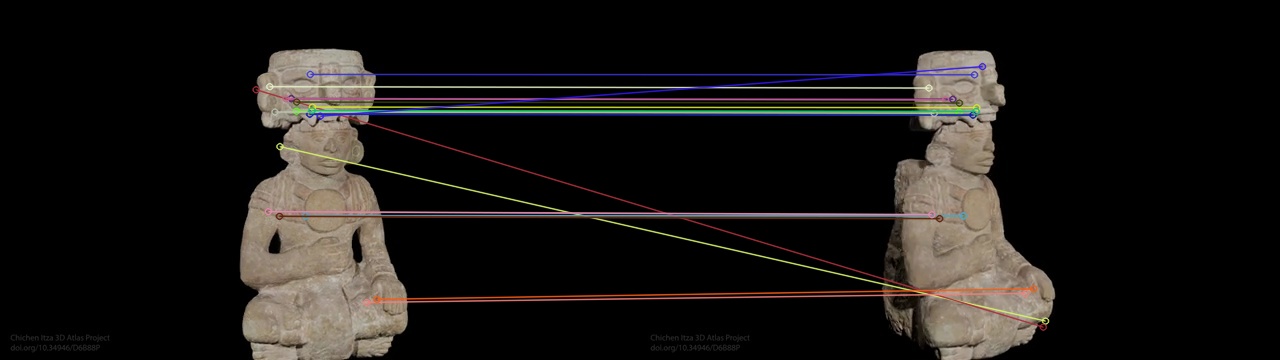 Chichen Itza 3D Atlas Project
doi.org/10.34946/D6B88P
Chichen Itza 3D Atlas Project
doi.org/10.34946/D6B88P